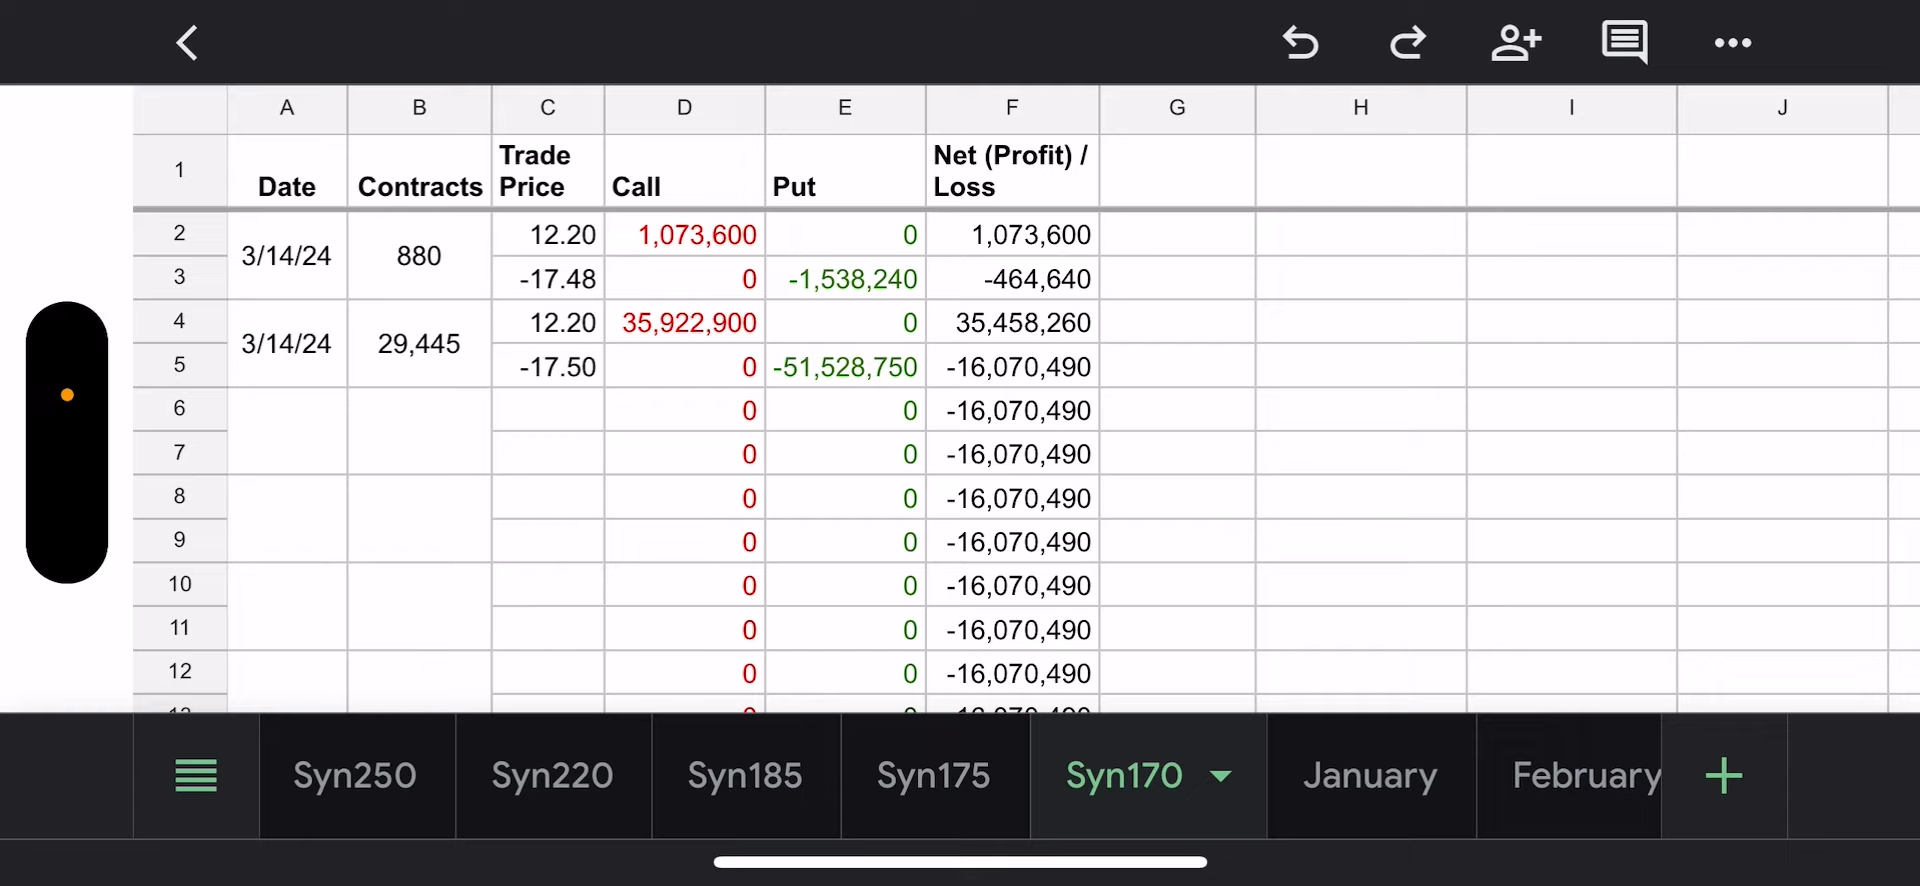 A B C D E F G H I J
1 Date Contracts Trade Price Call Put Net (Profit) / Loss
2 3/14/24 880 12.20 1,073,600 0 1,073,600
3 -17.48 0 -1,538,240 -464,640
4 3/14/24 29,445 12.20 35,922,900 0 35,458,260
5 -17.50 0 -51,528,750 -16,070,490
6 0 0 -16,070,490
7 0 0 -16,070,490
8 0 0 -16,070,490
9 0 0 -16,070,490
10 0 0 -16,070,490
11 0 0 -16,070,490
12 0 0 -16,070,490
Syn250 Syn220 Syn185 Syn175 Syn170 January February